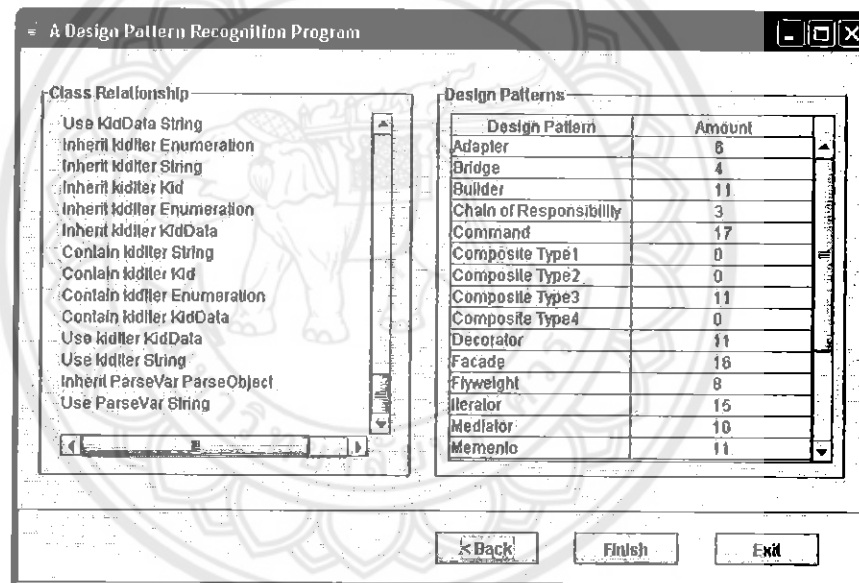 A Design Pattern Recognition Program
Class Relationship
Use KidData String
Inherit kidIter Enumeration
Inherit kidIter String
Inherit kidIter Kid
Inherit kidIter Enumeration
Inherit kidIter KidData
Contain kidIter String
Contain kidIter Kid
Contain kidIter Enumeration
Contain kidIter KidData
Use kidIter KidData
Use kidIter String
Inherit ParseVar ParseObject
Use ParseVar String
Design Patterns
Design Pattern Amount
Adapter 6
Bridge 4
Builder 11
Chain of Responsibility 3
Command 17
Composite Type1 0
Composite Type2 0
Composite Type3 11
Composite Type4 0
Decorator 11
Facade 16
Flyweight 8
Iterator 15
Mediator 10
Memento 11
< Back Finish Exit